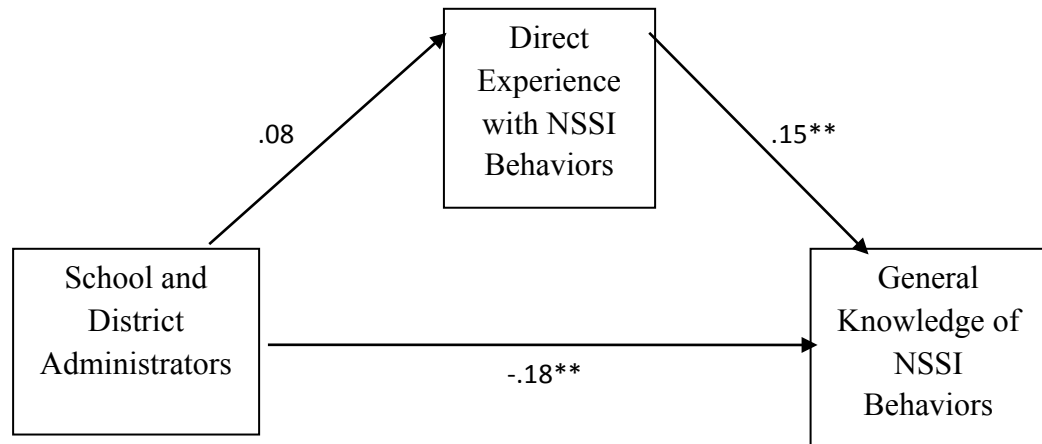 Direct
Experience
with NSSI
Behaviors
.08
.15**
School and
District
Administrators
-.18**
General
Knowledge of
NSSI
Behaviors